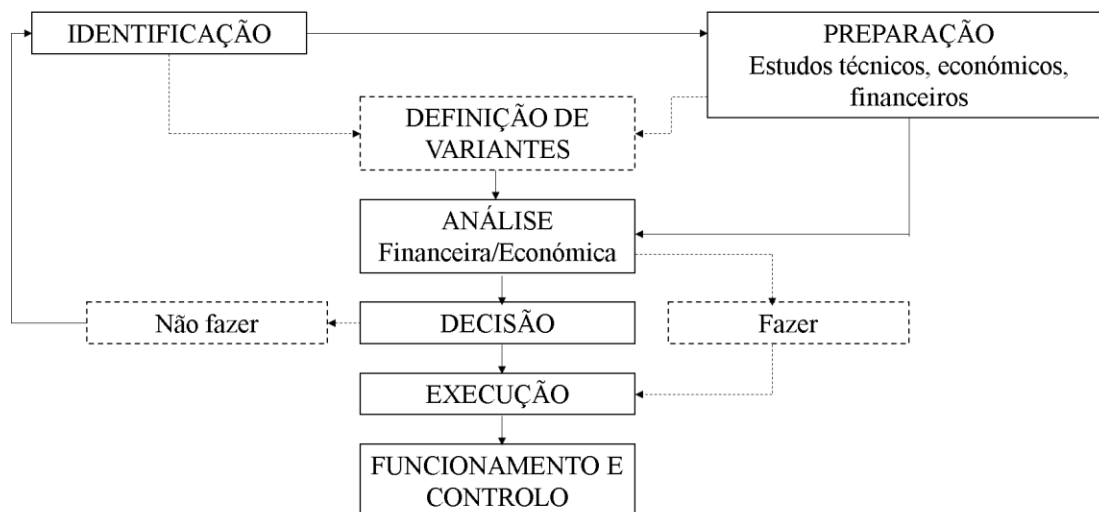 IDENTIFICAÇÃO
PREPARAÇÃO
Estudos técnicos, económicos,
financeiros
DEFINIÇÃO DE
VARIANTES
ANÁLISE
Financeira/Económica
Não fazer
DECISÃO
Fazer
EXECUÇÃO
FUNCIONAMENTO E
CONTROLO